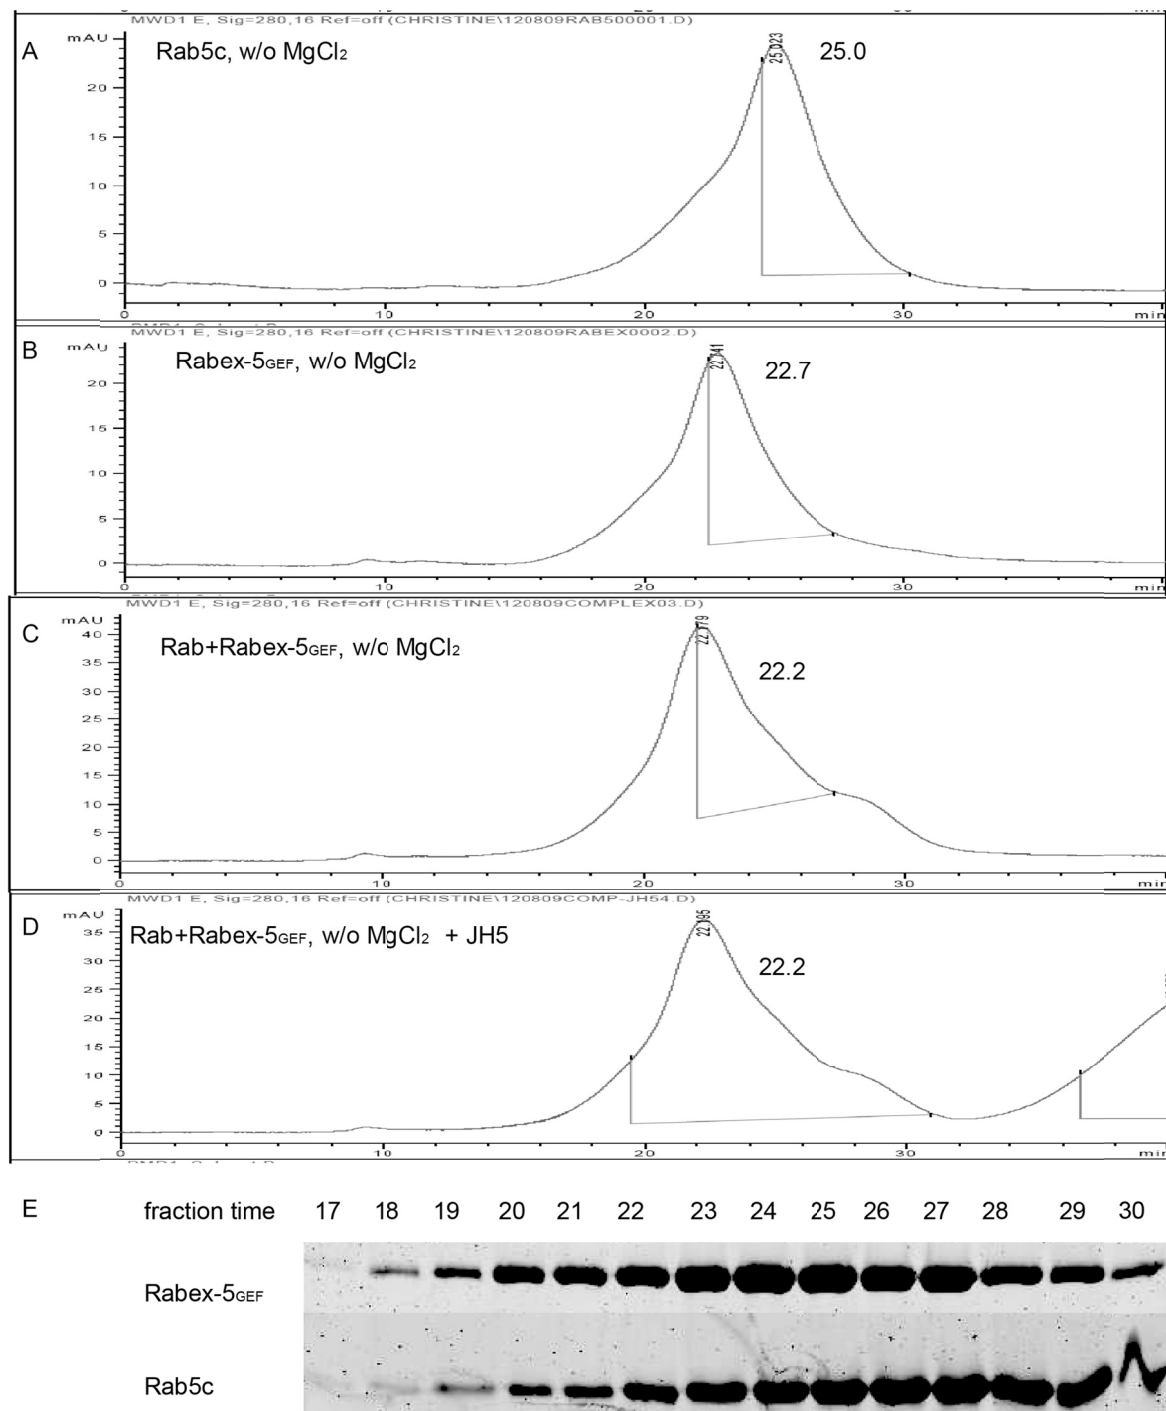 MWD1 E, Sig=280,16 Ref=off (CHRISTINE\120809RAB500001.D)
mAU
A
Rab5c, w/o MgCl2
25.023
25.0
20
15
10
5
0
0 10 20 30 min
MWD1 E, Sig=280,16 Ref=off (CHRISTINE\120809RABEX0002.D)
mAU
B
Rabex-5GEF, w/o MgCl2
22.741
22.7
20
15
10
5
0
0 10 20 30 min
MWD1 E, Sig=280,16 Ref=off (CHRISTINE\120809COMPLEX03.D)
mAU
C
Rab+Rabex-5GEF, w/o MgCl2
22.179
22.2
40
35
30
25
20
15
10
5
0
0 10 20 30 min
MWD1 E, Sig=280,16 Ref=off (CHRISTINE\120809COMP-JH54.D)
mAU
D
Rab+Rabex-5GEF, w/o MgCl2 + JH5
22.195
22.2
35
30
25
20
15
10
5
0
0 10 20 30 min
E
fraction time 17 18 19 20 21 22 23 24 25 26 27 28 29 30
Rabex-5GEF
Rab5c